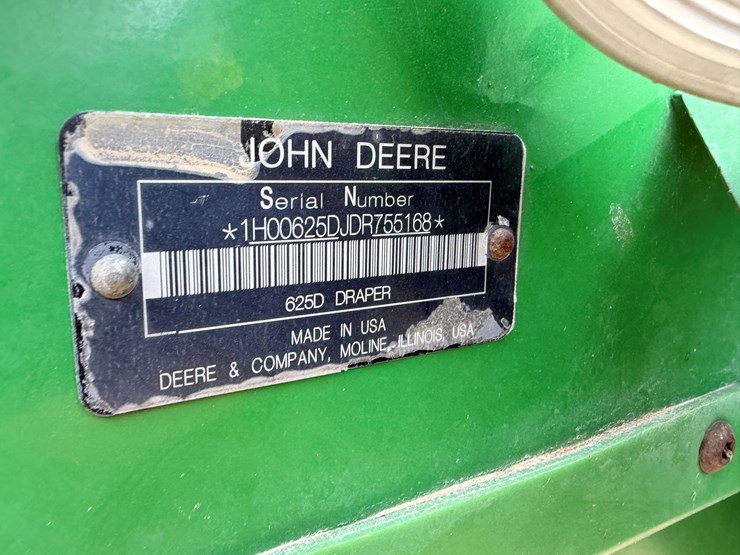 JOHN DEERE
Serial Number
*1H00625DJDR755168*
625D DRAPER
MADE IN USA
DEERE & COMPANY, MOLINE, ILLINOIS, USA